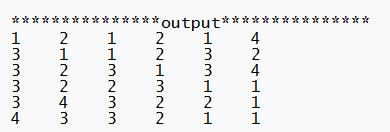 ***************output***************
1 2 1 2 1 4
3 1 1 2 3 2
3 2 3 1 3 4
3 2 2 3 1 1
3 4 3 2 2 1
4 3 3 2 1 1